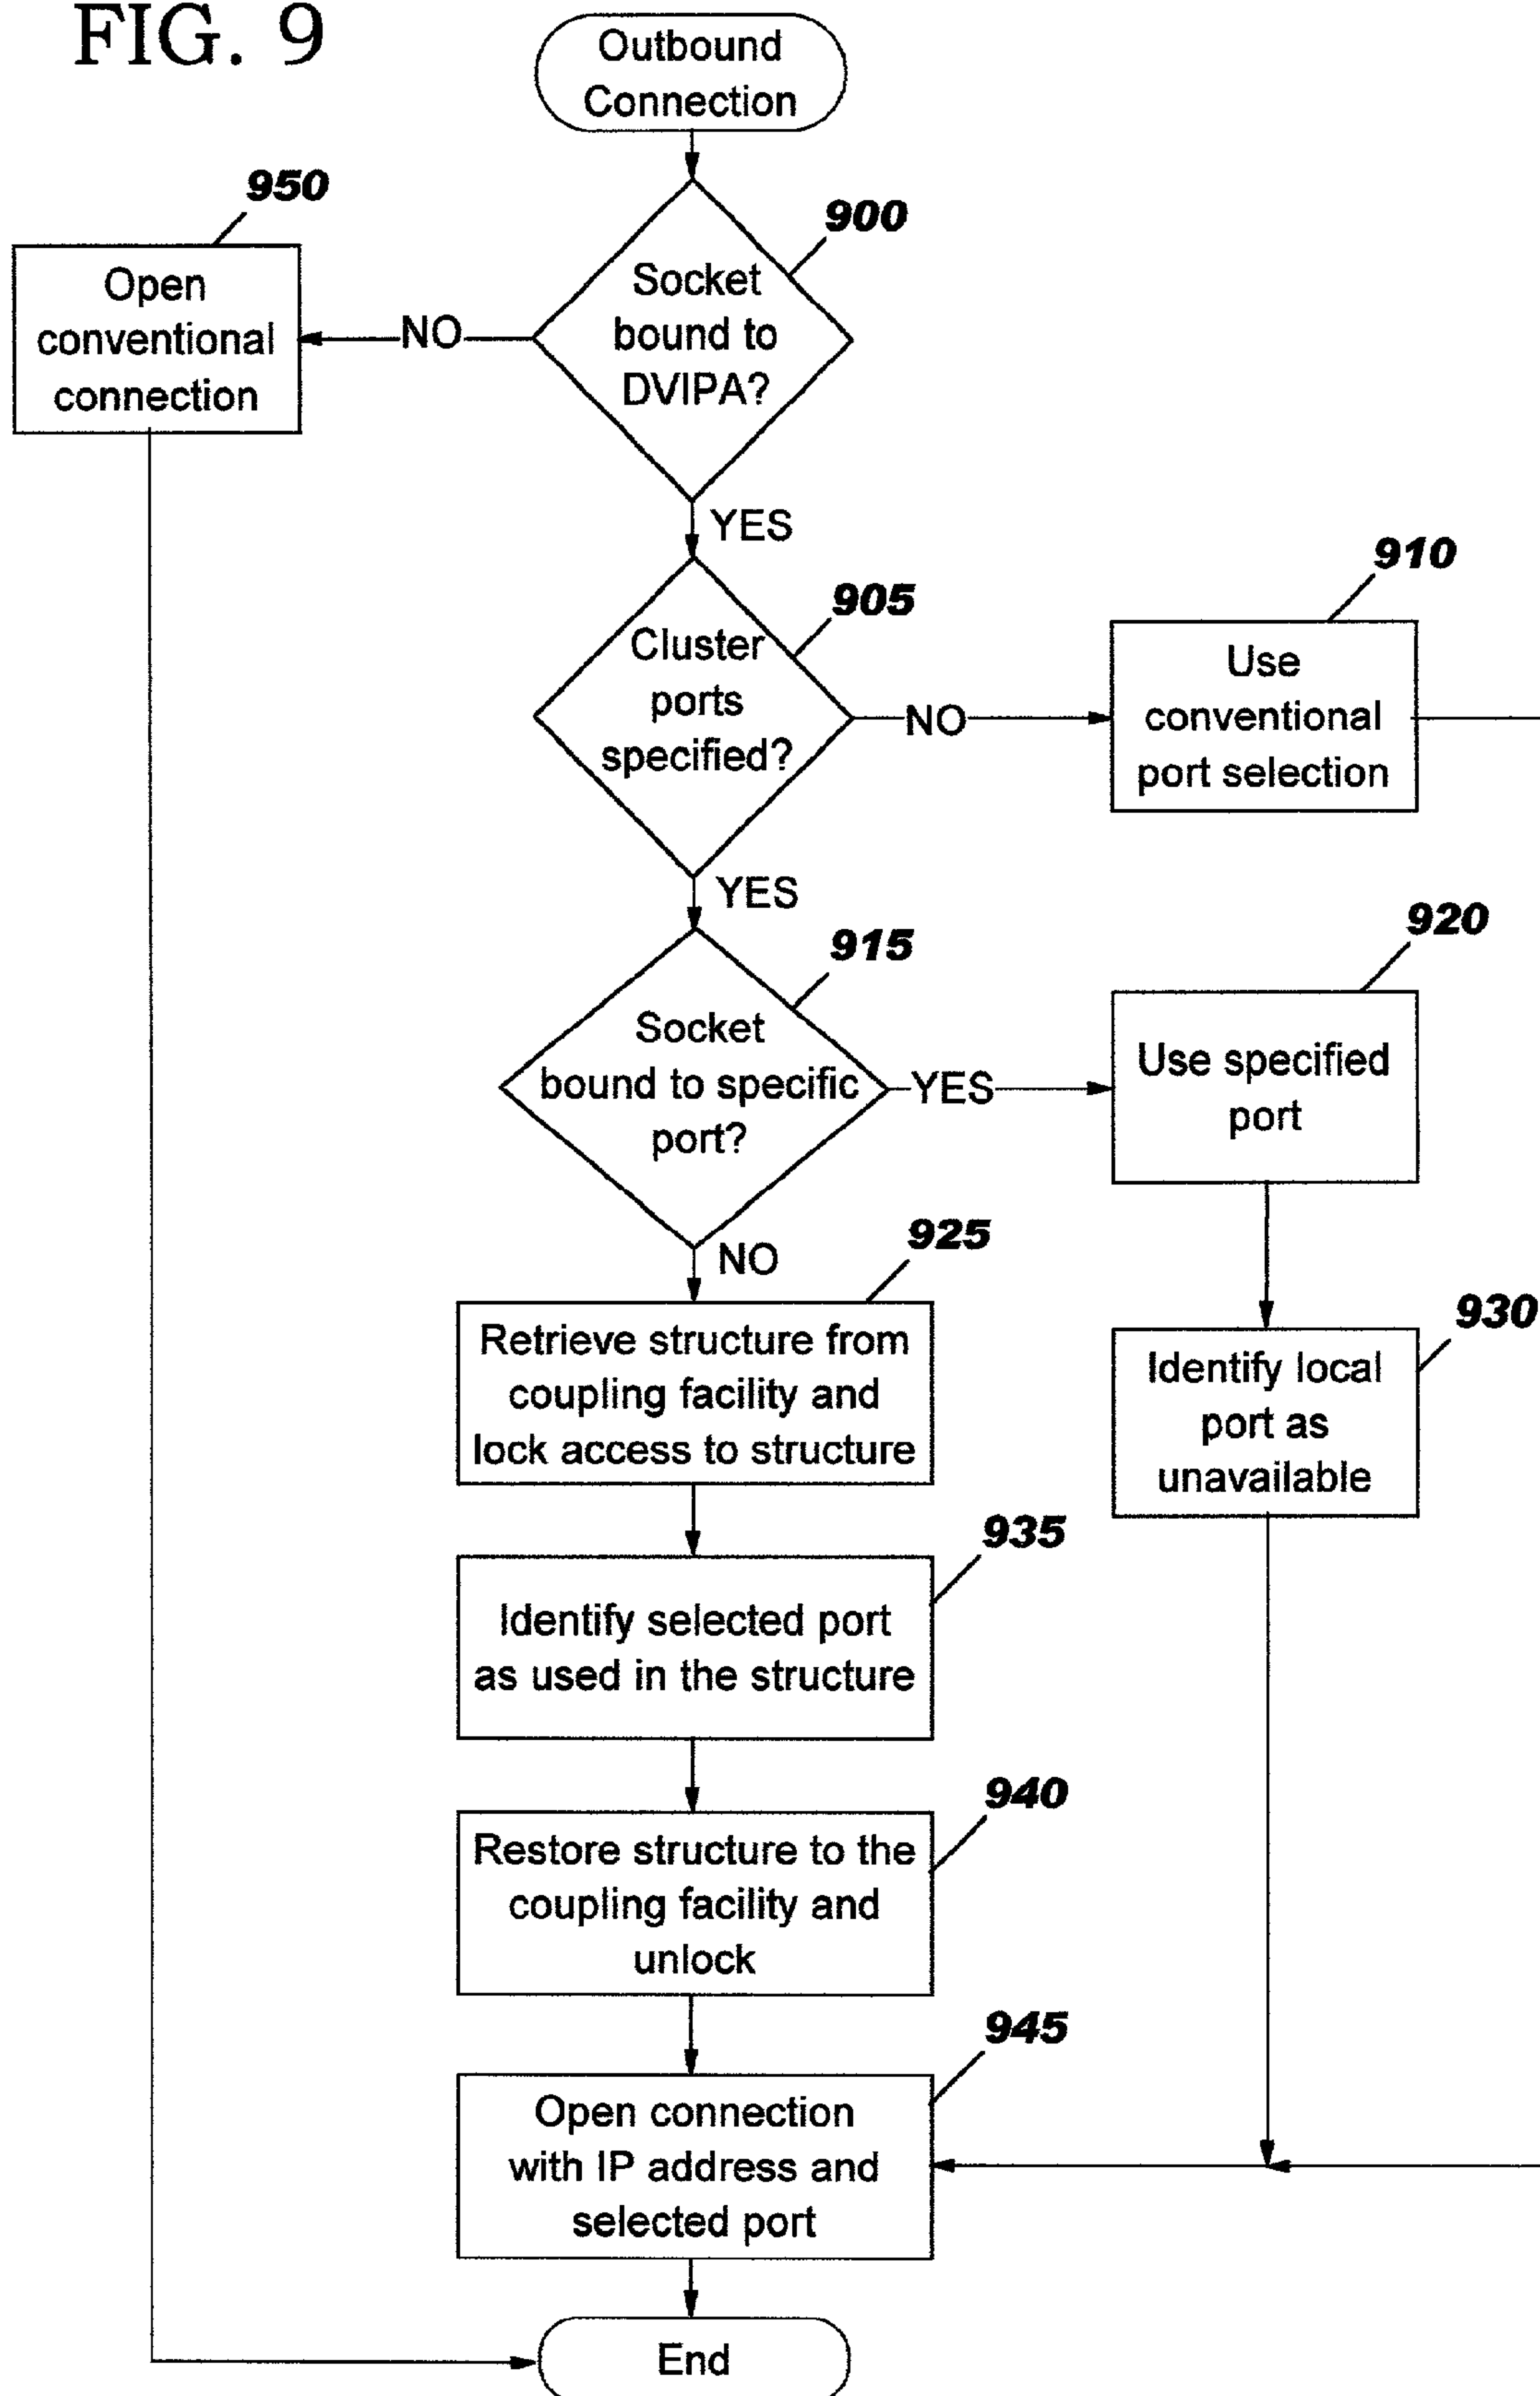 FIG. 9
Outbound
Connection
950
900
Open
conventional
connection
NO
Socket
bound to
DVIPA?
YES
905
910
Cluster
ports
specified?
NO
Use
conventional
port selection
YES
915
920
Socket
bound to specific
port?
YES
Use specified
port
NO
925
930
Retrieve structure from
coupling facility and
lock access to structure
Identify local
port as
unavailable
935
Identify selected port
as used in the structure
940
Restore structure to the
coupling facility and
unlock
945
Open connection
with IP address and
selected port
End